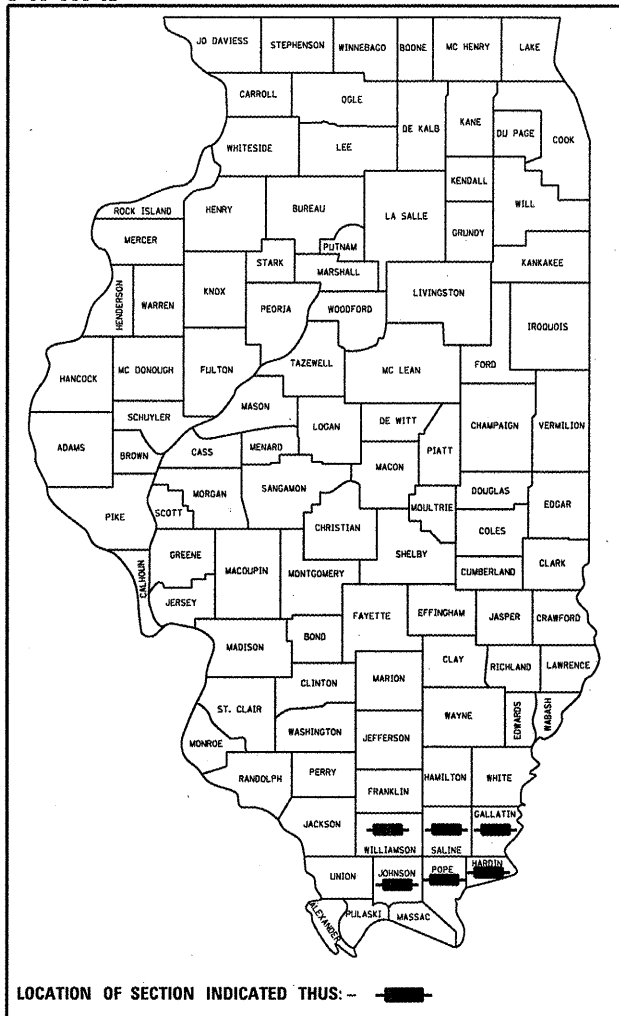 JO DAVIESS STEPHENSON WINNEBAGO BOONE MC HENRY LAKE
CARROLL OGLE DE KALB KANE DU PAGE COOK
WHITESIDE LEE KENDALL WILL
ROCK ISLAND HENRY BUREAU LA SALLE GRUNDY
MERCER PUTNAM KANKAKEE
STARK MARSHALL
HENDERSON WARREN KNOX PEORIA WOODFORD LIVINGSTON IROQUOIS
HANCOCK MC DONOUGH FULTON TAZEWELL MC LEAN FORD
SCHUYLER MASON LOGAN DE WITT CHAMPAIGN VERMILION
ADAMS BROWN CASS MENARD MACON PIATT
PIKE SCOTT MORGAN SANGAMON CHRISTIAN MOULTRIE DOUGLAS EDGAR
COLES
CALHOUN GREENE MACOUPIN MONTGOMERY SHELBY CUMBERLAND CLARK
JERSEY FAYETTE EFFINGHAM JASPER CRAWFORD
MADISON BOND
CLAY RICHLAND LAWRENCE
CLINTON MARION
ST. CLAIR WAYNE EDWARDS WABASH
MONROE WASHINGTON JEFFERSON
RANDOLPH PERRY HAMILTON WHITE
FRANKLIN
JACKSON GALLATIN
WILLIAMSON SALINE
UNION JOHNSON POPE HARDIN
ALEXANDER PULASKI MASSAC
LOCATION OF SECTION INDICATED THUS: -